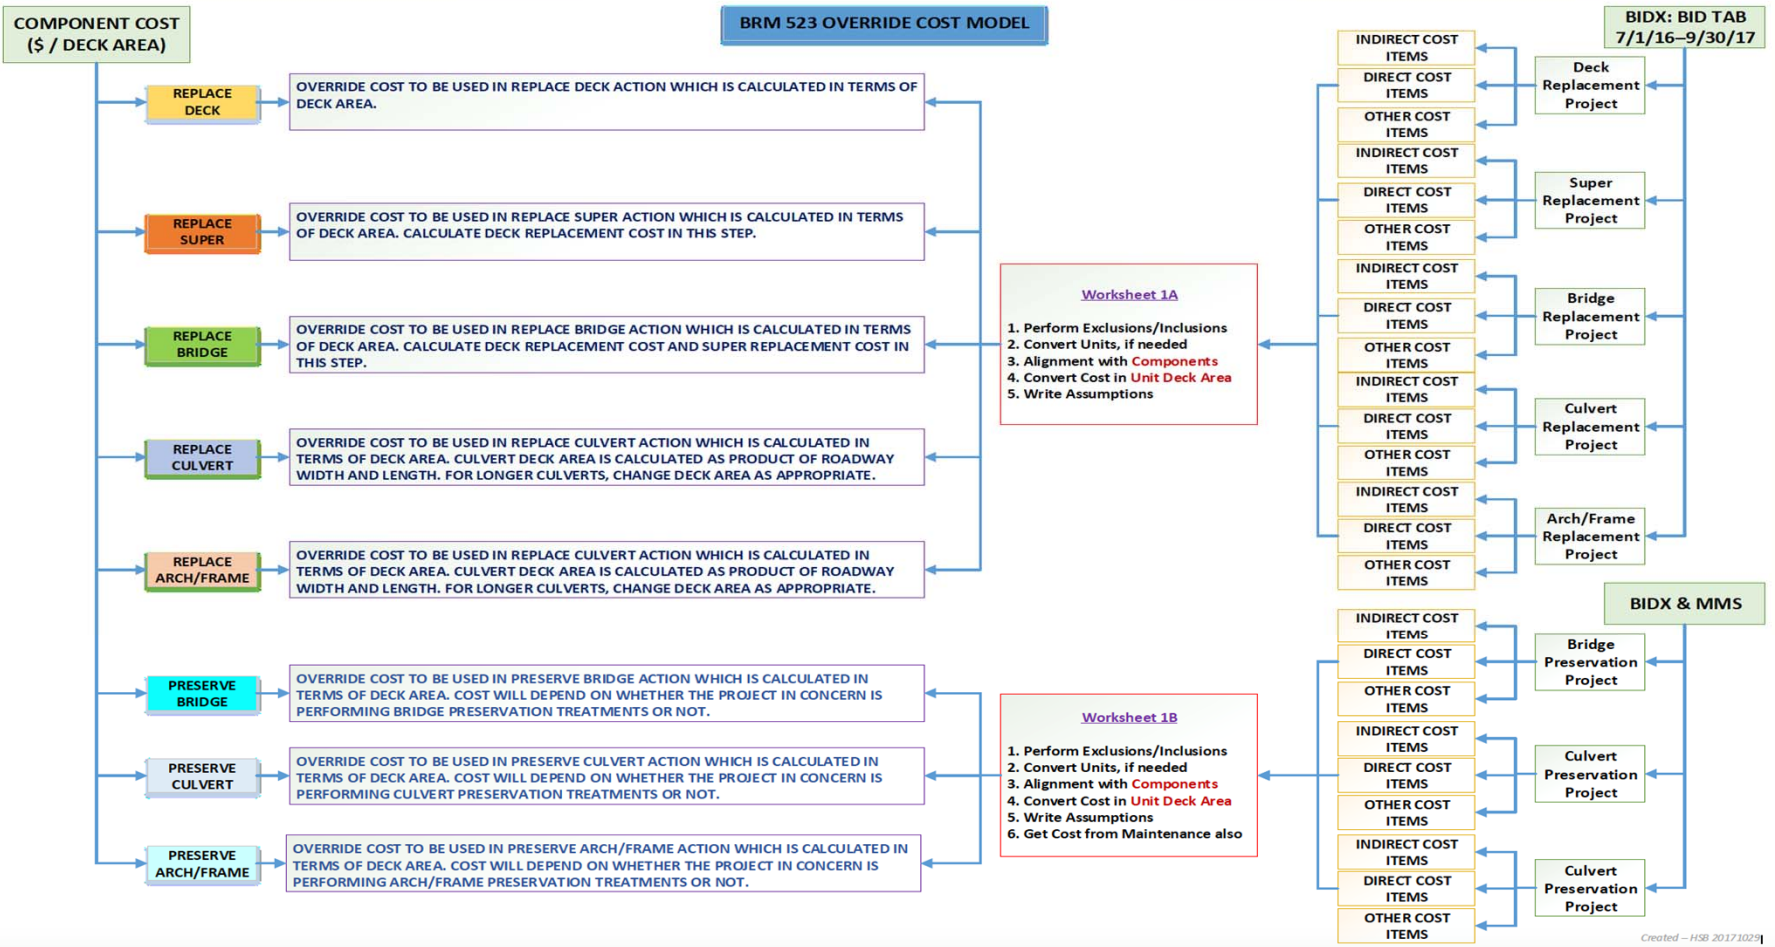 COMPONENT COST
($ / DECK AREA)
BRM 523 OVERRIDE COST MODEL
BIDX: BID TAB
7/1/16–9/30/17
REPLACE
DECK
OVERRIDE COST TO BE USED IN REPLACE DECK ACTION WHICH IS CALCULATED IN TERMS OF
DECK AREA.
REPLACE
SUPER
OVERRIDE COST TO BE USED IN REPLACE SUPER ACTION WHICH IS CALCULATED IN TERMS
OF DECK AREA. CALCULATE DECK REPLACEMENT COST IN THIS STEP.
REPLACE
BRIDGE
OVERRIDE COST TO BE USED IN REPLACE BRIDGE ACTION WHICH IS CALCULATED IN TERMS
OF DECK AREA. CALCULATE DECK REPLACEMENT COST AND SUPER REPLACEMENT COST IN
THIS STEP.
REPLACE
CULVERT
OVERRIDE COST TO BE USED IN REPLACE CULVERT ACTION WHICH IS CALCULATED IN
TERMS OF DECK AREA. CULVERT DECK AREA IS CALCULATED AS PRODUCT OF ROADWAY
WIDTH AND LENGTH. FOR LONGER CULVERTS, CHANGE DECK AREA AS APPROPRIATE.
REPLACE
ARCH/FRAME
OVERRIDE COST TO BE USED IN REPLACE CULVERT ACTION WHICH IS CALCULATED IN
TERMS OF DECK AREA. CULVERT DECK AREA IS CALCULATED AS PRODUCT OF ROADWAY
WIDTH AND LENGTH. FOR LONGER CULVERTS, CHANGE DECK AREA AS APPROPRIATE.
PRESERVE
BRIDGE
OVERRIDE COST TO BE USED IN PRESERVE BRIDGE ACTION WHICH IS CALCULATED IN
TERMS OF DECK AREA. COST WILL DEPEND ON WHETHER THE PROJECT IN CONCERN IS
PERFORMING BRIDGE PRESERVATION TREATMENTS OR NOT.
PRESERVE
CULVERT
OVERRIDE COST TO BE USED IN PRESERVE CULVERT ACTION WHICH IS CALCULATED IN
TERMS OF DECK AREA. COST WILL DEPEND ON WHETHER THE PROJECT IN CONCERN IS
PERFORMING CULVERT PRESERVATION TREATMENTS OR NOT.
PRESERVE
ARCH/FRAME
OVERRIDE COST TO BE USED IN PRESERVE ARCH/FRAME ACTION WHICH IS CALCULATED IN
TERMS OF DECK AREA. COST WILL DEPEND ON WHETHER THE PROJECT IN CONCERN IS
PERFORMING ARCH/FRAME PRESERVATION TREATMENTS OR NOT.
Worksheet 1A
1. Perform Exclusions/Inclusions
2. Convert Units, if needed
3. Alignment with Components
4. Convert Cost in Unit Deck Area
5. Write Assumptions
Worksheet 1B
1. Perform Exclusions/Inclusions
2. Convert Units, if needed
3. Alignment with Components
4. Convert Cost in Unit Deck Area
5. Write Assumptions
6. Get Cost from Maintenance also
INDIRECT COST
ITEMS
DIRECT COST
ITEMS
OTHER COST
ITEMS
Deck
Replacement
Project
INDIRECT COST
ITEMS
DIRECT COST
ITEMS
OTHER COST
ITEMS
Super
Replacement
Project
INDIRECT COST
ITEMS
DIRECT COST
ITEMS
OTHER COST
ITEMS
Bridge
Replacement
Project
INDIRECT COST
ITEMS
DIRECT COST
ITEMS
OTHER COST
ITEMS
Culvert
Replacement
Project
INDIRECT COST
ITEMS
DIRECT COST
ITEMS
OTHER COST
ITEMS
Arch/Frame
Replacement
Project
BIDX & MMS
INDIRECT COST
ITEMS
DIRECT COST
ITEMS
OTHER COST
ITEMS
Bridge
Preservation
Project
INDIRECT COST
ITEMS
DIRECT COST
ITEMS
OTHER COST
ITEMS
Culvert
Preservation
Project
INDIRECT COST
ITEMS
DIRECT COST
ITEMS
OTHER COST
ITEMS
Culvert
Preservation
Project
Created – HSB 20171029